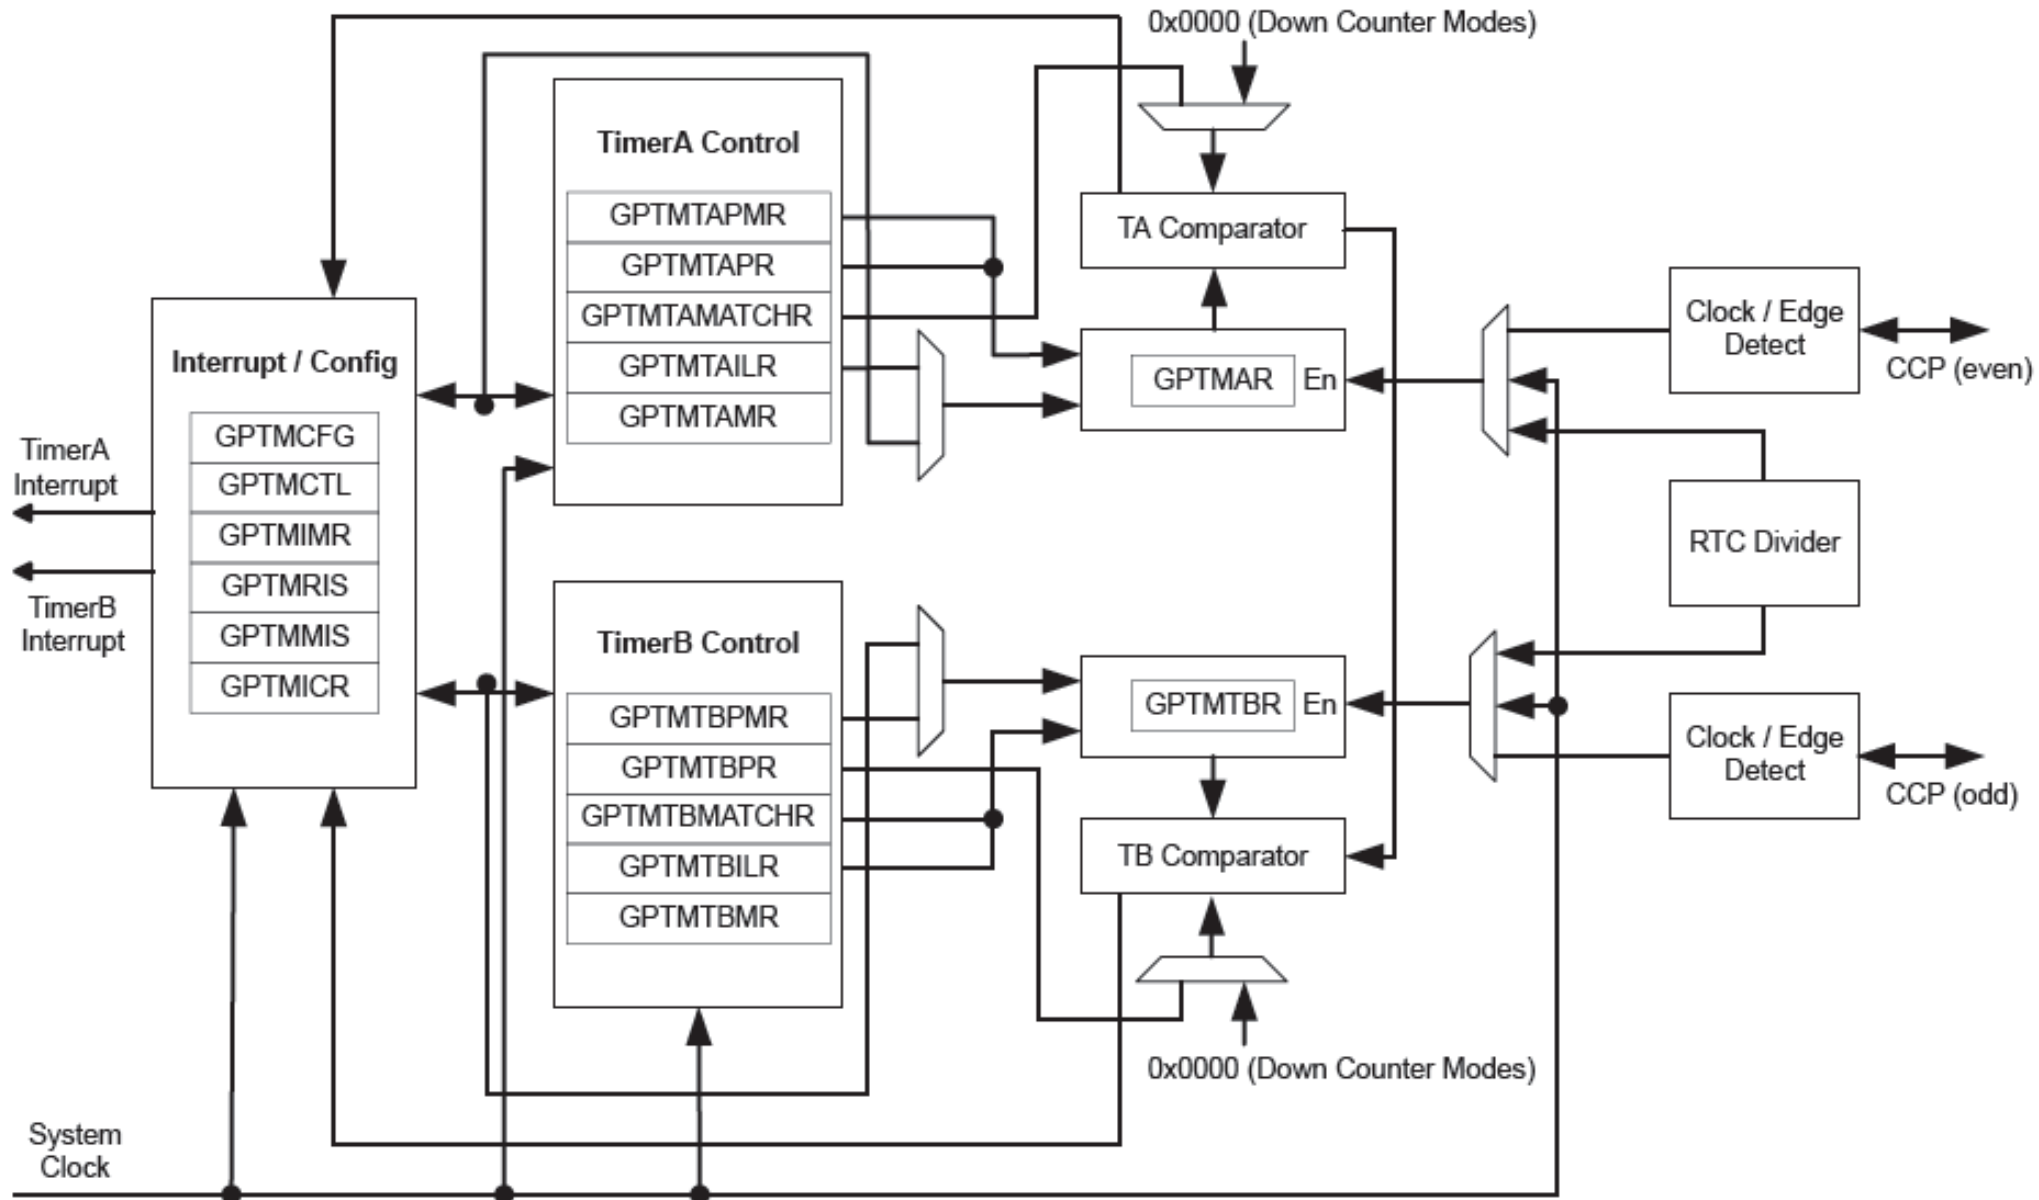 0x0000 (Down Counter Modes)
TimerA Control
GPTMTAPMR
GPTMTAPR
GPTMTAMATCHR
GPTMTAILR
GPTMTAMR
TA Comparator
GPTMAR En
Clock / Edge
Detect
CCP (even)
Interrupt / Config
GPTMCFG
GPTMCTL
GPTMIMR
GPTMRIS
GPTMMIS
GPTMICR
TimerA
Interrupt
TimerB
Interrupt
RTC Divider
TimerB Control
GPTMTBPMR
GPTMTBPR
GPTMTBMATCHR
GPTMTBILR
GPTMTBMR
GPTMTBR En
TB Comparator
Clock / Edge
Detect
CCP (odd)
0x0000 (Down Counter Modes)
System
Clock